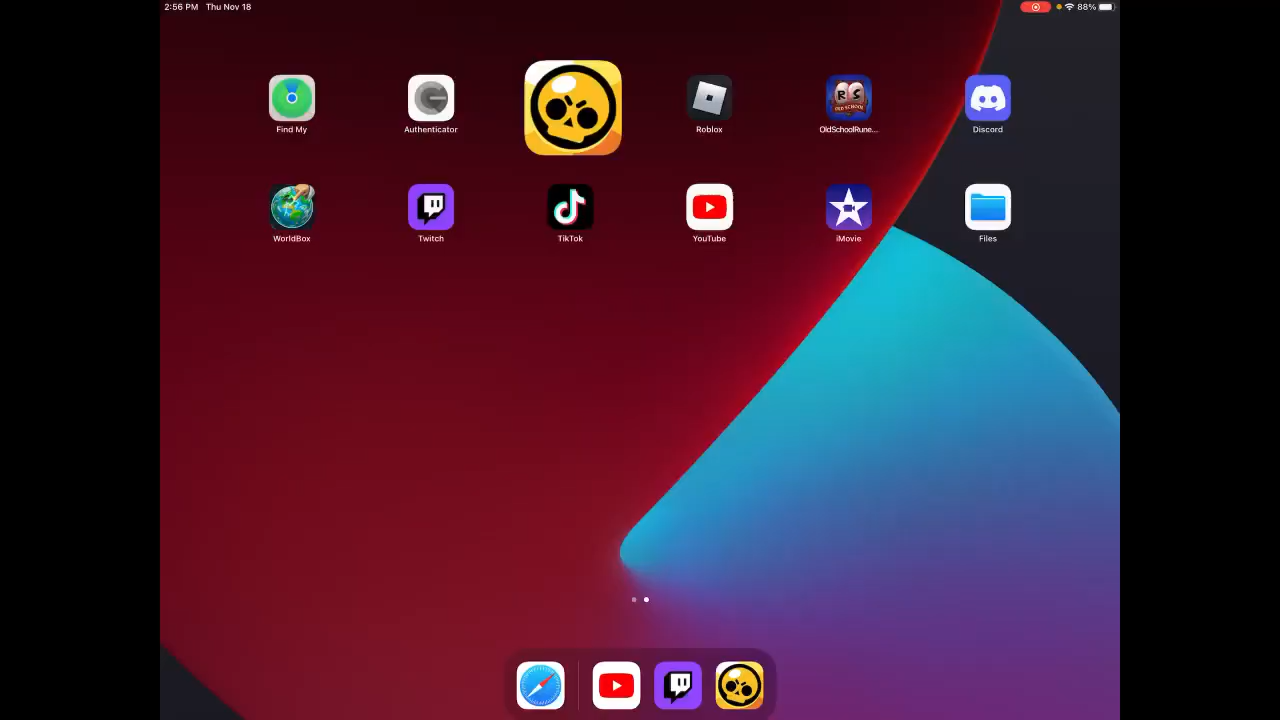 2:56 PM Thu Nov 18
88%
Find My
Authenticator
Roblox
OldSchoolRune...
Discord
WorldBox
Twitch
TikTok
YouTube
iMovie
Files